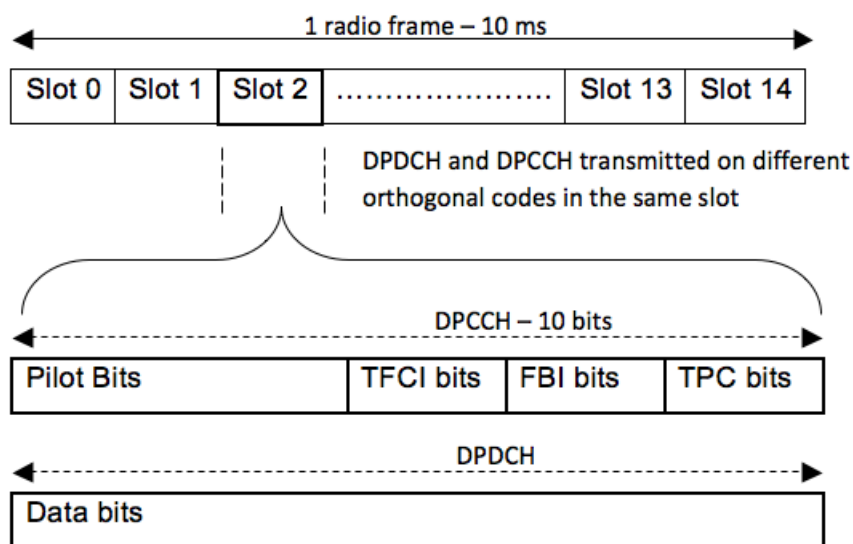 1 radio frame – 10 ms
Slot 0 Slot 1 Slot 2 ........................ Slot 13 Slot 14
DPDCH and DPCCH transmitted on different
orthogonal codes in the same slot
DPCCH – 10 bits
Pilot Bits TFCI bits FBI bits TPC bits
DPDCH
Data bits